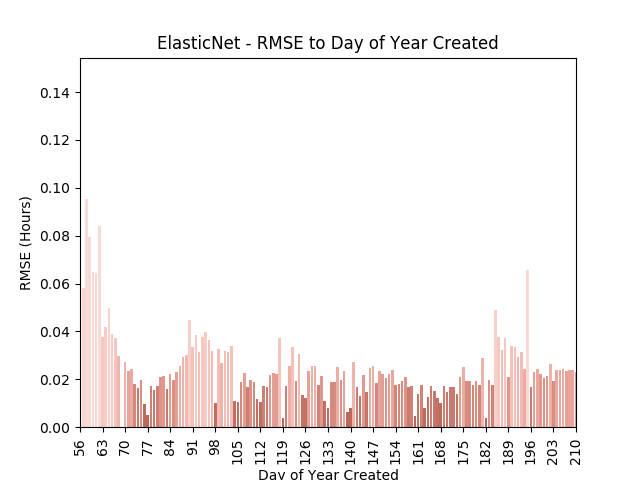 ElasticNet - RMSE to Day of Year Created
RMSE (Hours)
0.14
0.12
0.10
0.08
0.06
0.04
0.02
0.00
56 63 70 77 84 91 98 105 112 119 126 133 140 147 154 161 168 175 182 189 196 203 210
Day of Year Created